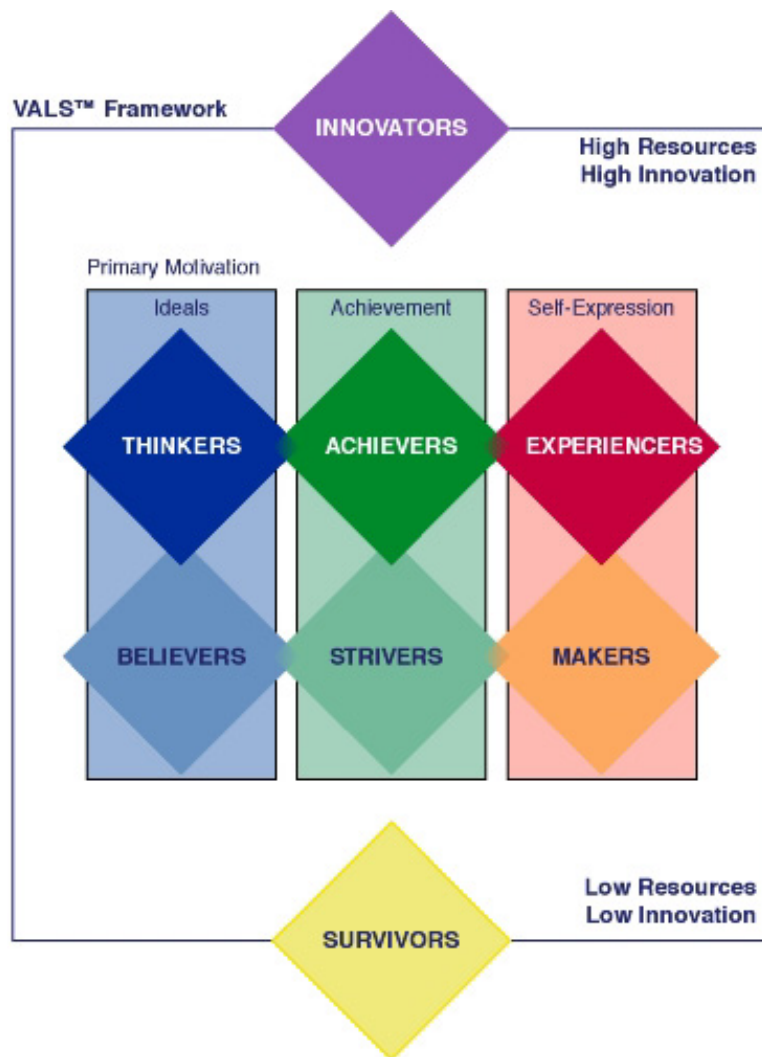 VALS™ Framework
INNOVATORS
High Resources
High Innovation
Primary Motivation
Ideals
Achievement
Self-Expression
THINKERS
ACHIEVERS
EXPERIENCERS
BELIEVERS
STRIVERS
MAKERS
Low Resources
Low Innovation
SURVIVORS